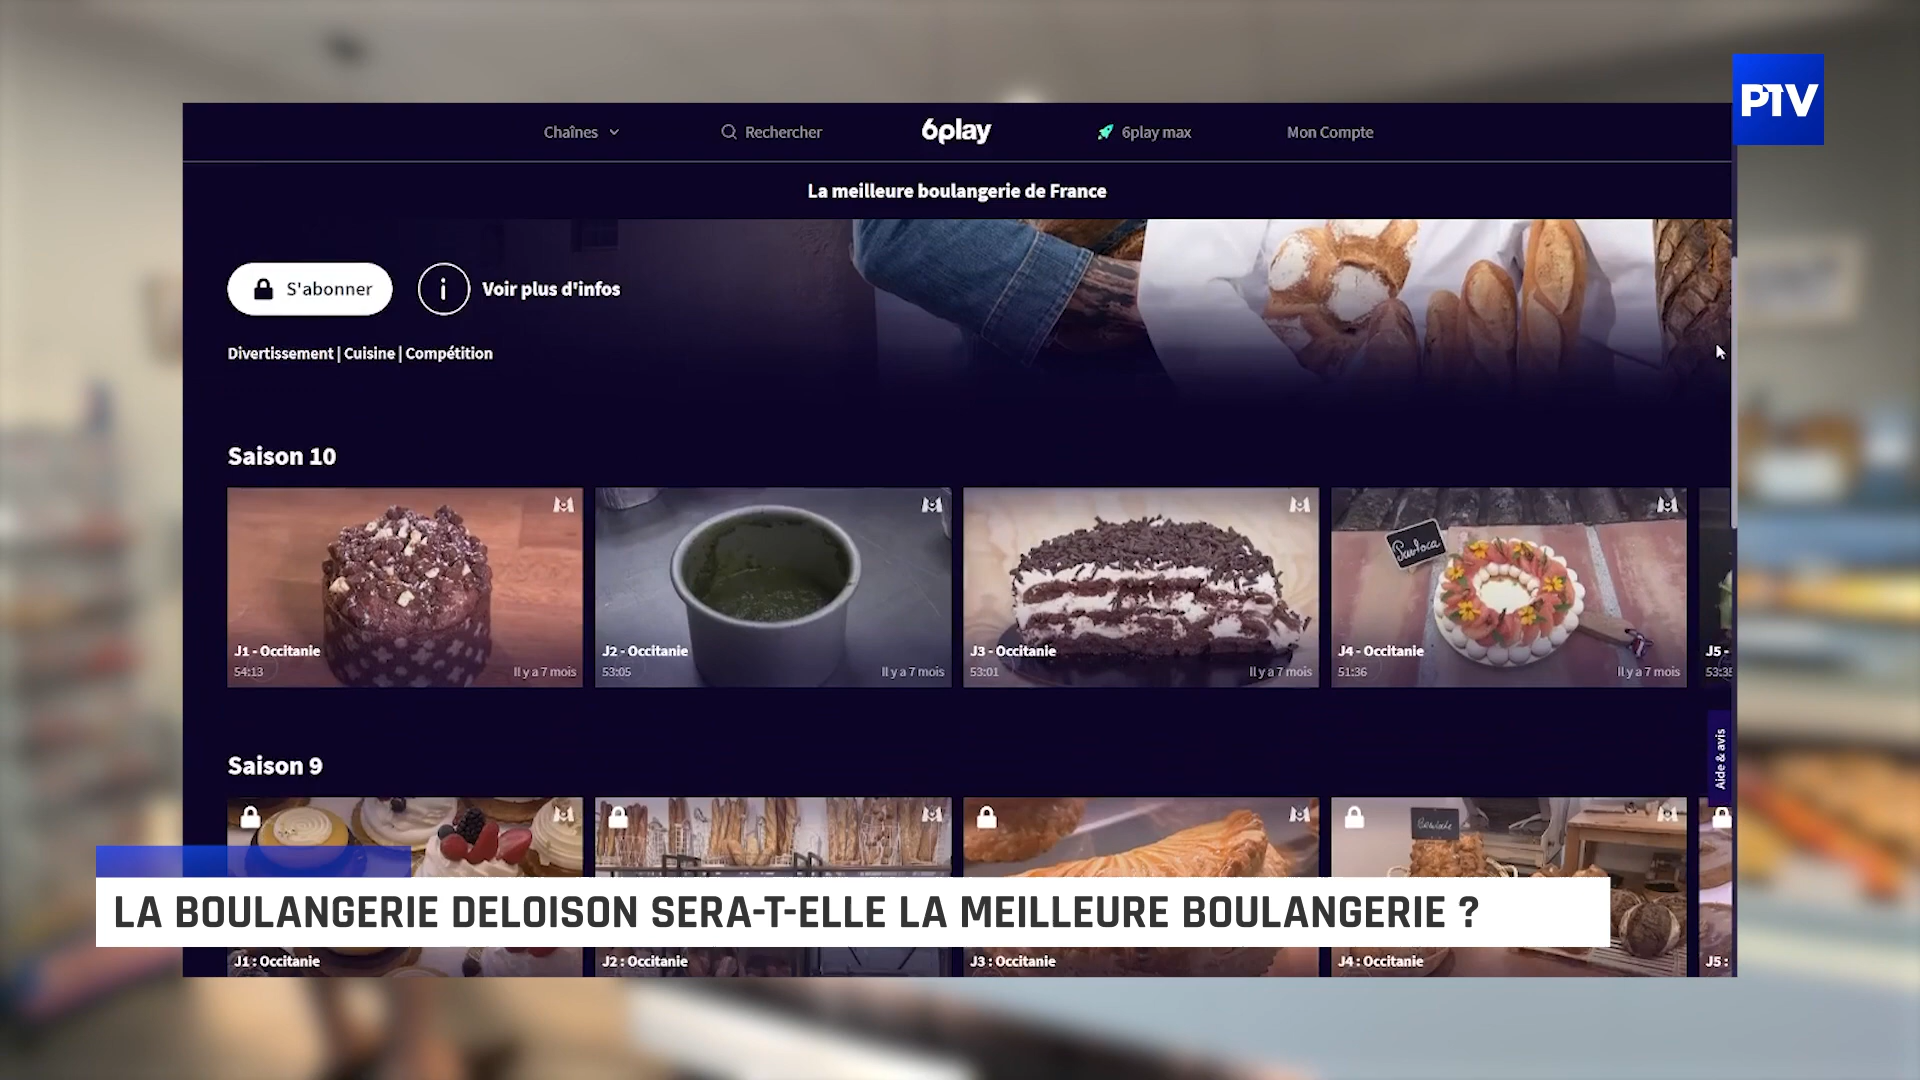 PTV
Chaînes
Rechercher
6play
6play max
Mon Compte
La meilleure boulangerie de France
S'abonner
i
Voir plus d'infos
Divertissement | Cuisine | Compétition
Saison 10
J1 - Occitanie
54:13
Il y a 7 mois
J2 - Occitanie
53:05
Il y a 7 mois
J3 - Occitanie
53:01
Il y a 7 mois
J4 - Occitanie
51:36
Il y a 7 mois
J5 -
53:35
Aide & avis
Saison 9
LA BOULANGERIE DELOISON SERA-T-ELLE LA MEILLEURE BOULANGERIE ?
J1 : Occitanie
J2 : Occitanie
J3 : Occitanie
J4 : Occitanie
J5 :